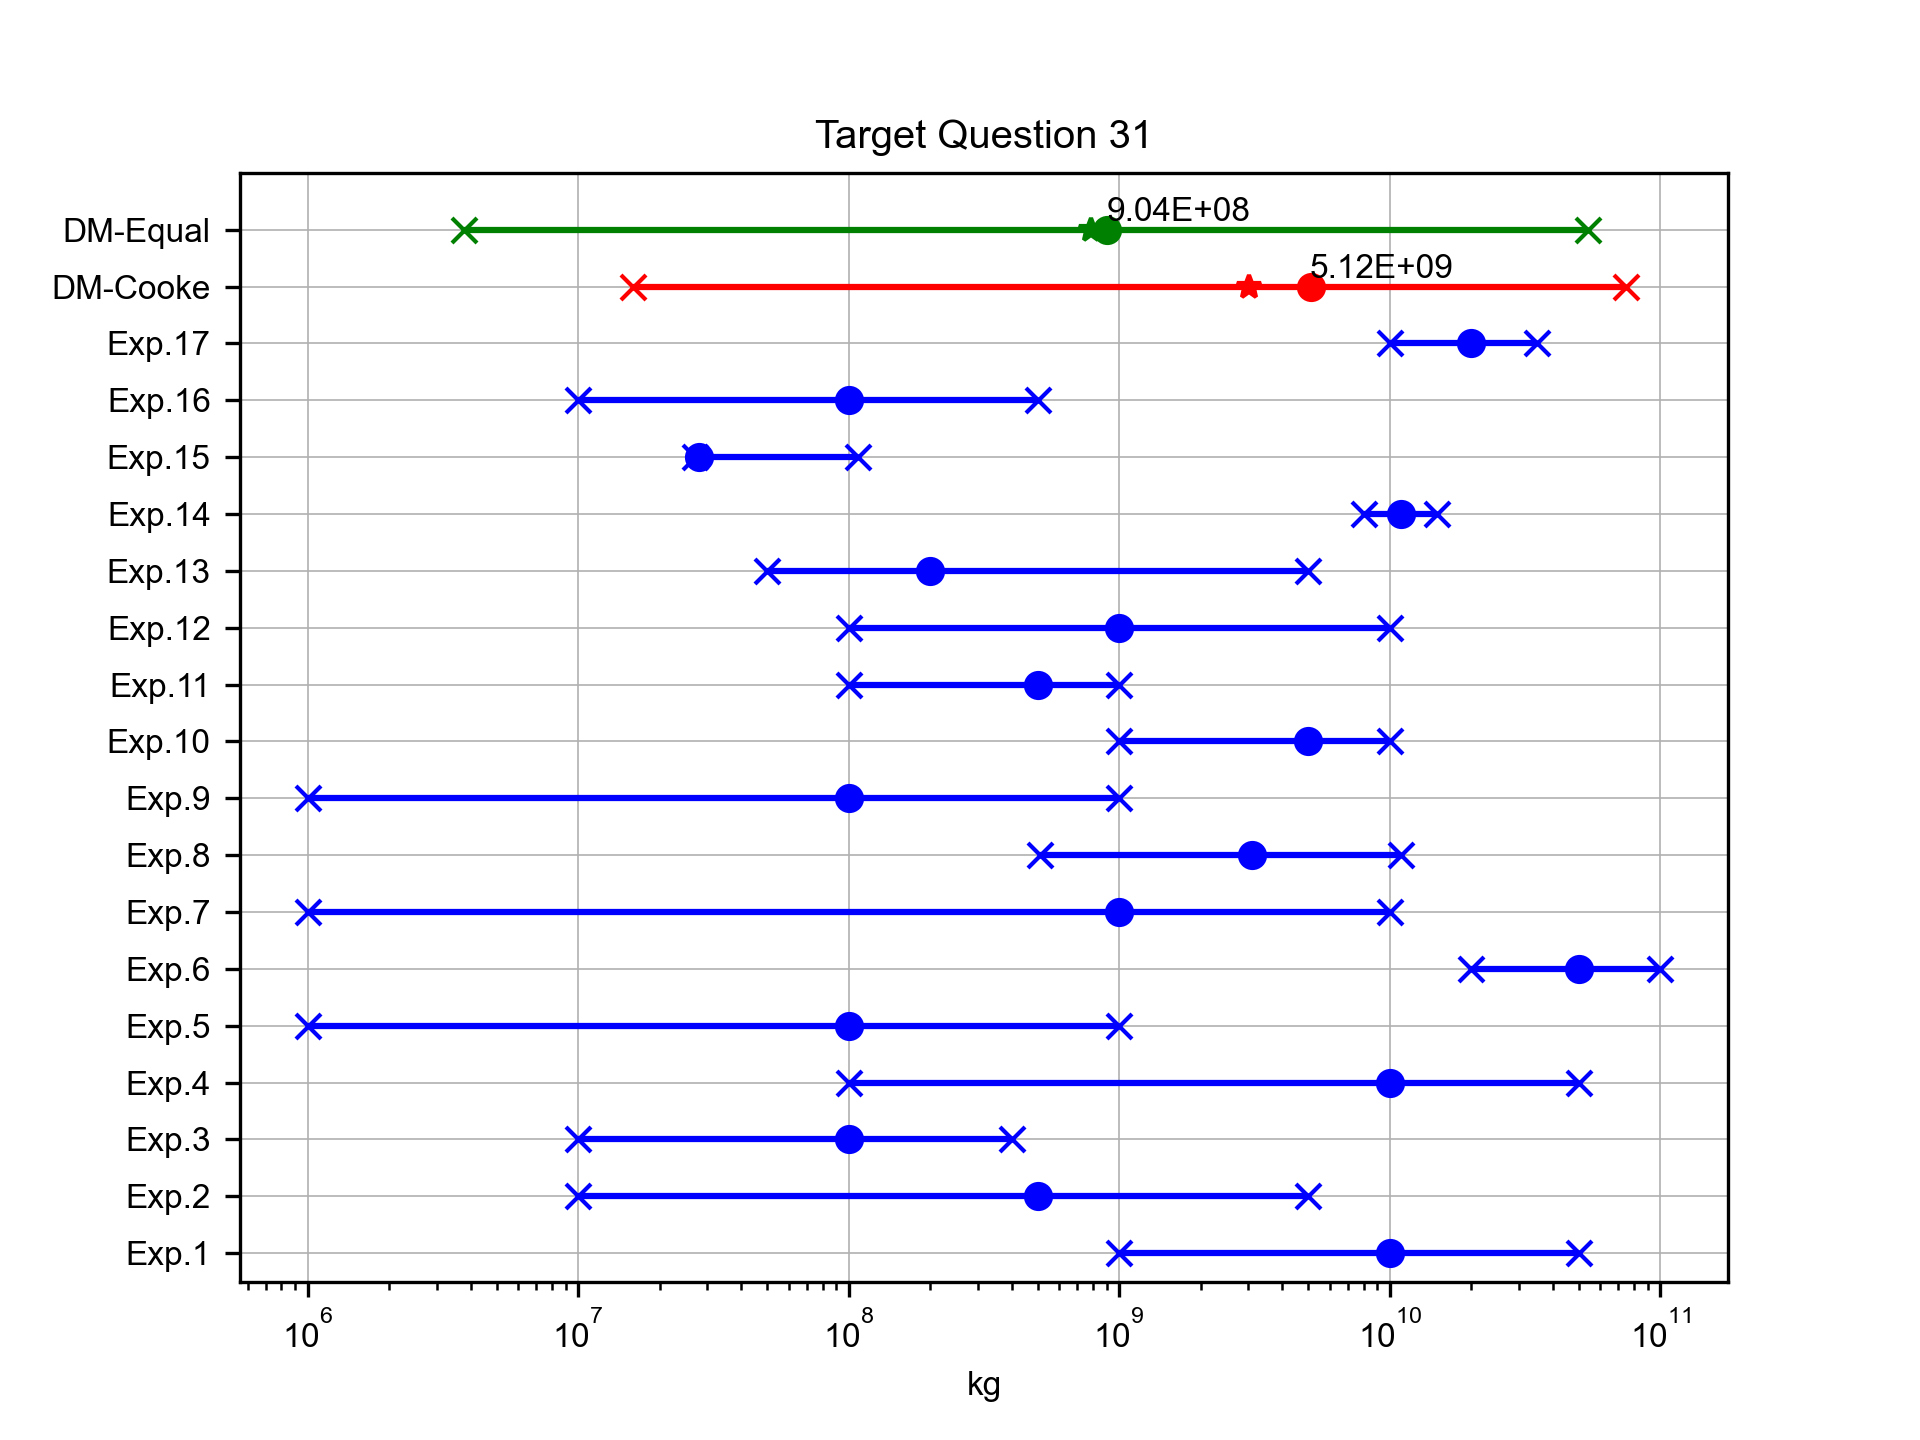 Target Question 31
DM-Equal
9.04E+08
DM-Cooke
5.12E+09
Exp.17
Exp.16
Exp.15
Exp.14
Exp.13
Exp.12
Exp.11
Exp.10
Exp.9
Exp.8
Exp.7
Exp.6
Exp.5
Exp.4
Exp.3
Exp.2
Exp.1
10^6 10^7 10^8 10^9 10^10 10^11
kg